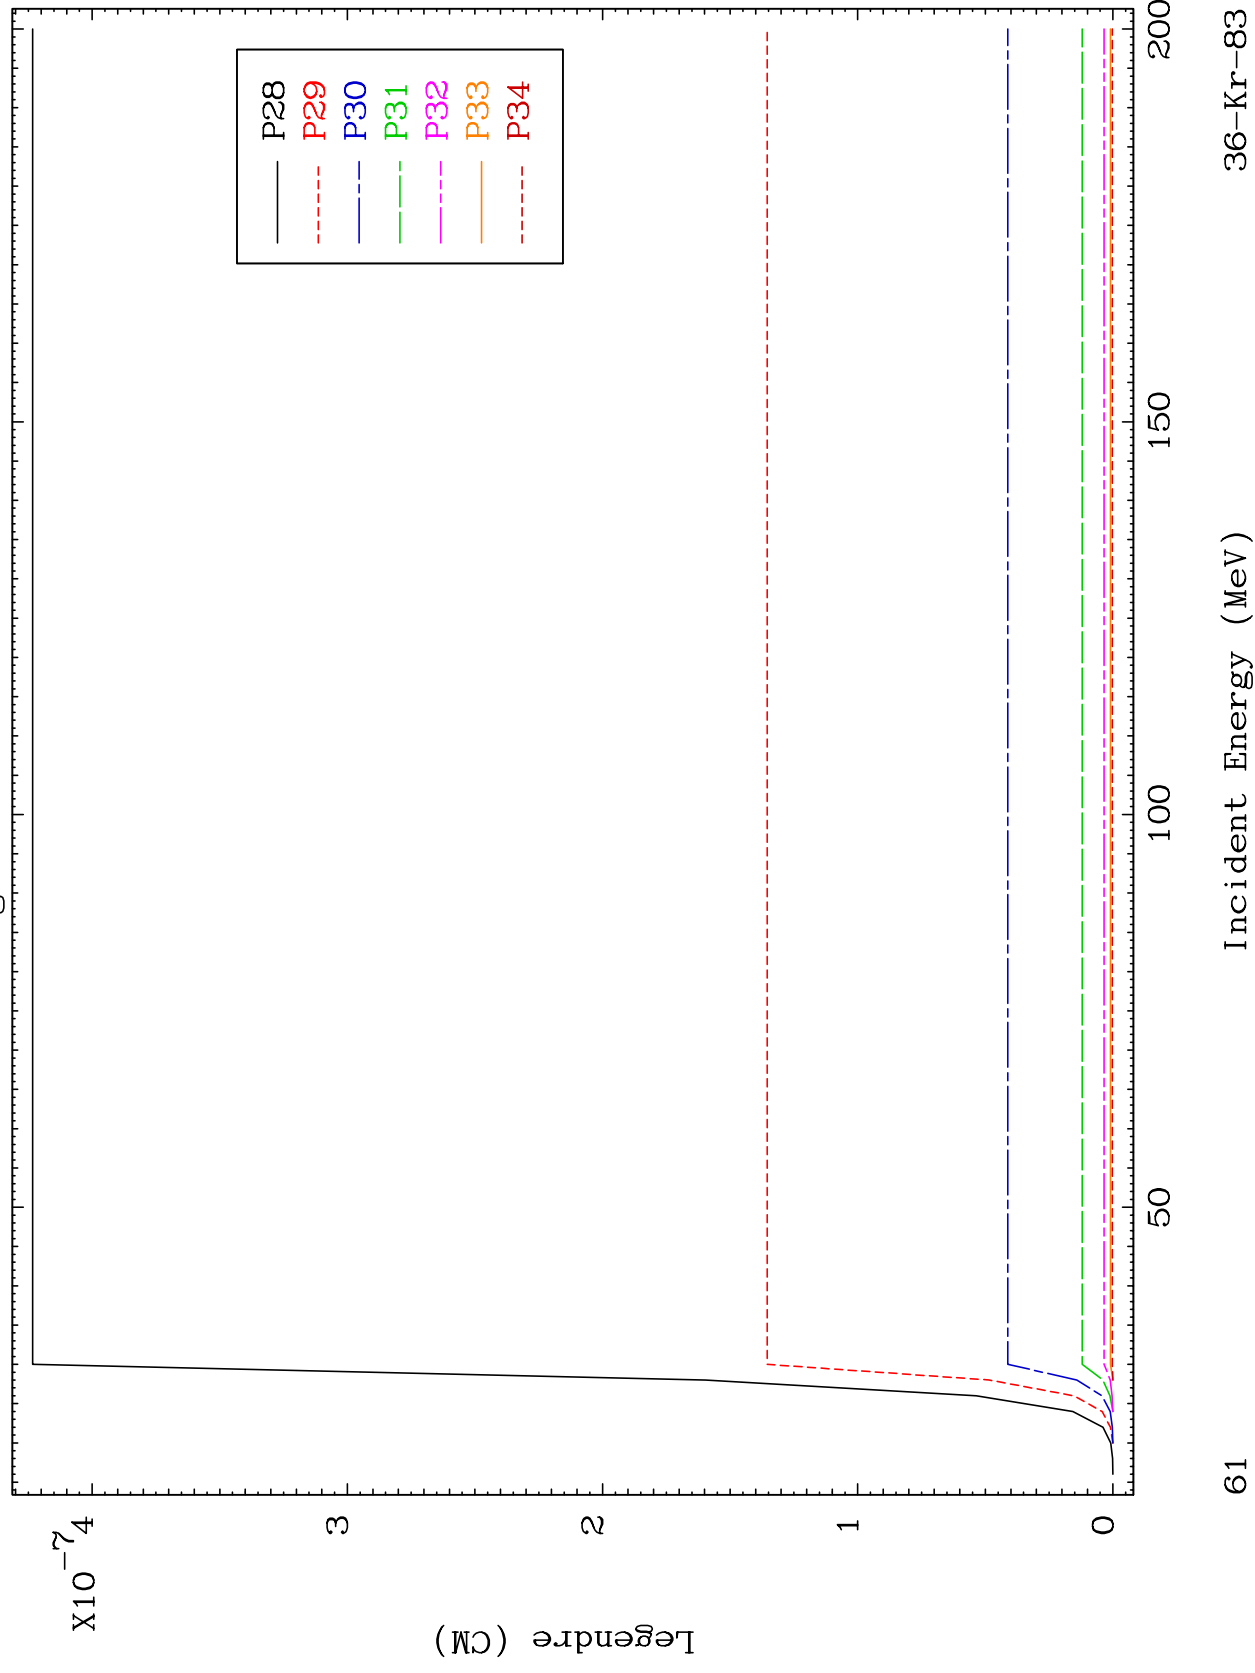 X10-7
4
3
2
1
0
Legendre (CM)
P28
P29
P30
P31
P32
P33
P34
50
100
150
200
Incident Energy (MeV)
61
36-Kr-83